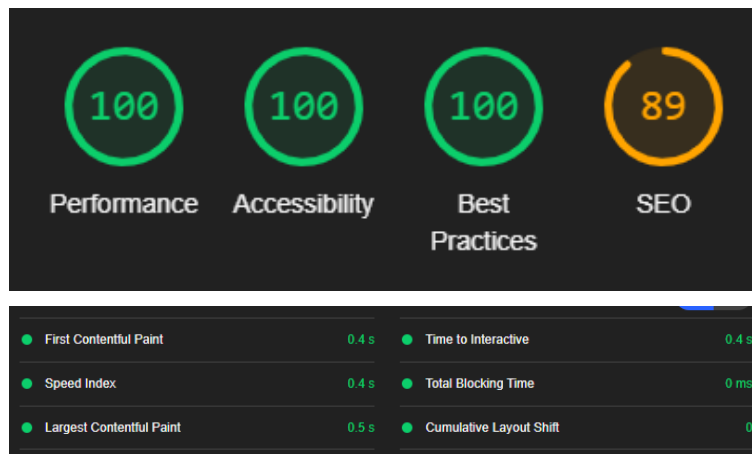 100 100 100 89
Performance Accessibility Best Practices SEO
First Contentful Paint 0.4 s Time to Interactive 0.4 s
Speed Index 0.4 s Total Blocking Time 0 ms
Largest Contentful Paint 0.5 s Cumulative Layout Shift 0